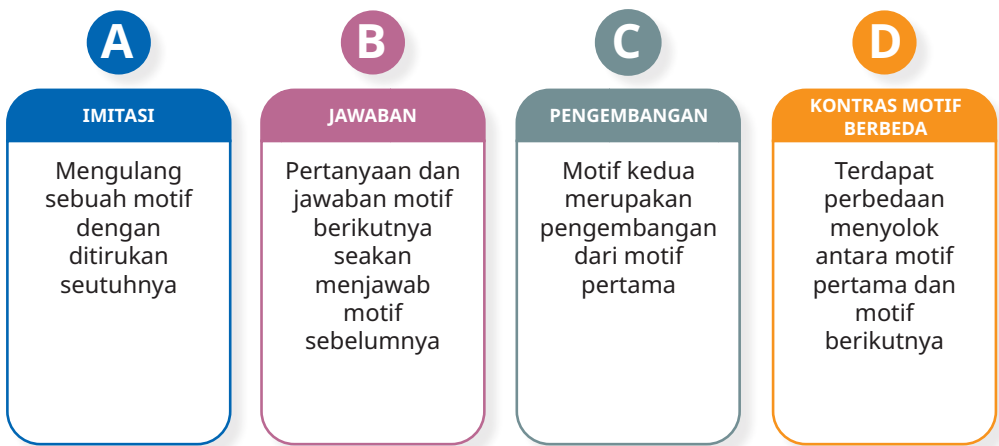 A
IMITASI
Mengulang
sebuah motif
dengan
ditirukan
seutuhnya
B
JAWABAN
Pertanyaan dan
jawaban motif
berikutnya
seakan
menjawab
motif
sebelumnya
C
PENGEMBANGAN
Motif kedua
merupakan
pengembangan
dari motif
pertama
D
KONTRAS MOTIF
BERBEDA
Terdapat
perbedaan
menyolok
antara motif
pertama dan
motif
berikutnya